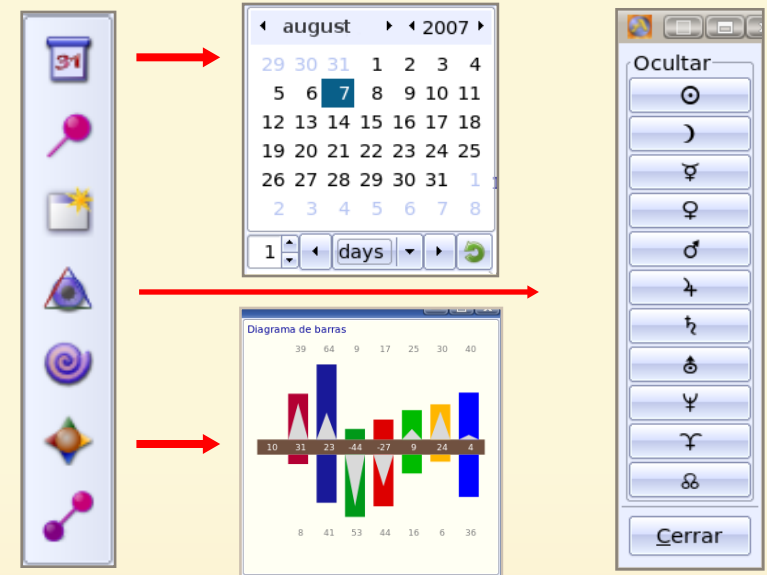 31
august 2007
29 30 31 1 2 3 4
5 6 7 8 9 10 11
12 13 14 15 16 17 18
19 20 21 22 23 24 25
26 27 28 29 30 31 1
2 3 4 5 6 7 8
1 days
Diagrama de barras
39 64 9 17 25 30 40
10 31 23 -44 -27 9 24 4
8 41 53 44 16 6 36
Ocultar
☉
☽
☿
♀
♂
♃
♄
⛢
♆
♈
☊
Cerrar